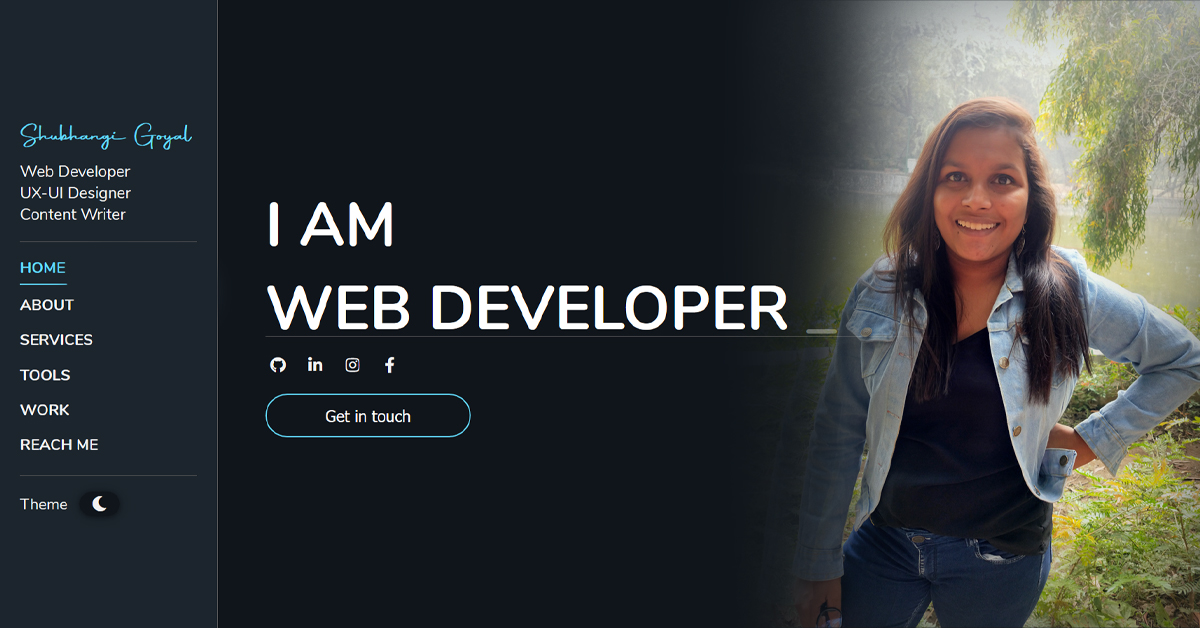 Shubhangi Goyal
Web Developer
UX-UI Designer
Content Writer
HOME
ABOUT
SERVICES
TOOLS
WORK
REACH ME
Theme
I AM
WEB DEVELOPER _
Get in touch